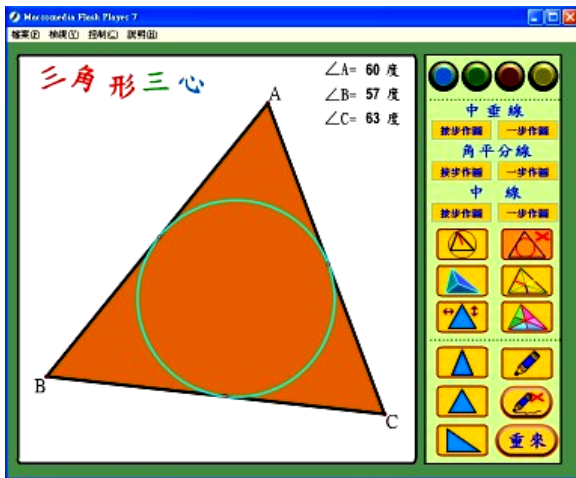 Macromedia Flash Player 7
檔案(F) 檢視(V) 控制(C) 說明(H)
三角形三心
∠A= 60 度
∠B= 57 度
∠C= 63 度
A
B
C
中垂線
按步作圖 一步作圖
角平分線
按步作圖 一步作圖
中 線
按步作圖 一步作圖
重來